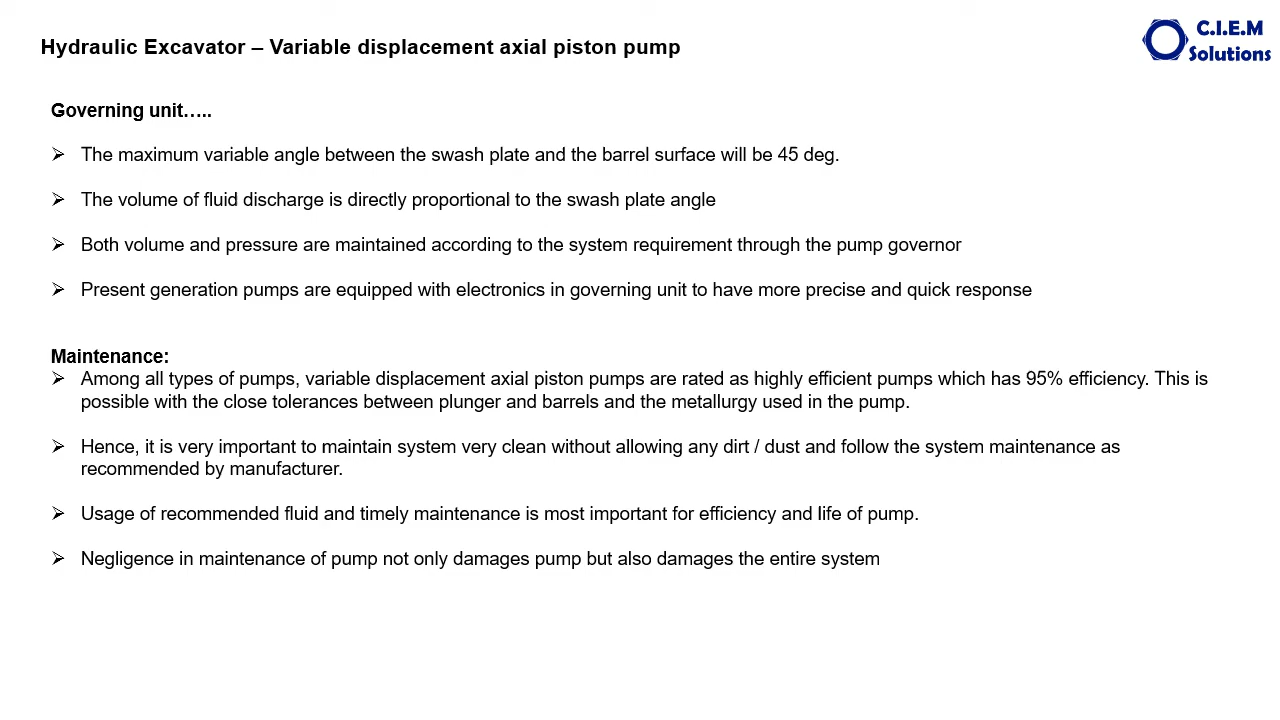 Hydraulic Excavator – Variable displacement axial piston pump
C.I.E.M
Solutions
Governing unit…..
➢ The maximum variable angle between the swash plate and the barrel surface will be 45 deg.
➢ The volume of fluid discharge is directly proportional to the swash plate angle
➢ Both volume and pressure are maintained according to the system requirement through the pump governor
➢ Present generation pumps are equipped with electronics in governing unit to have more precise and quick response
Maintenance:
➢ Among all types of pumps, variable displacement axial piston pumps are rated as highly efficient pumps which has 95% efficiency. This is
possible with the close tolerances between plunger and barrels and the metallurgy used in the pump.
➢ Hence, it is very important to maintain system very clean without allowing any dirt / dust and follow the system maintenance as
recommended by manufacturer.
➢ Usage of recommended fluid and timely maintenance is most important for efficiency and life of pump.
➢ Negligence in maintenance of pump not only damages pump but also damages the entire system